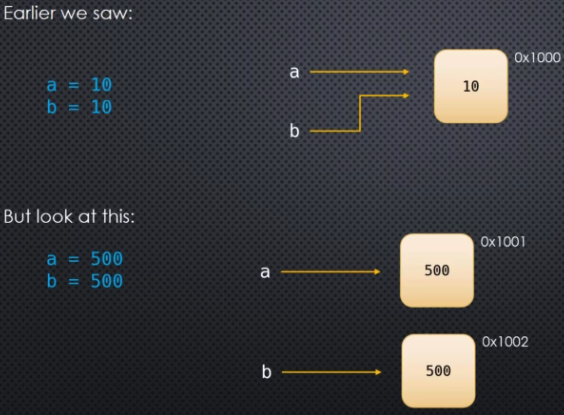 Earlier we saw:
a = 10
b = 10
a
b
10
0x1000
But look at this:
a = 500
b = 500
a
500
0x1001
b
500
0x1002